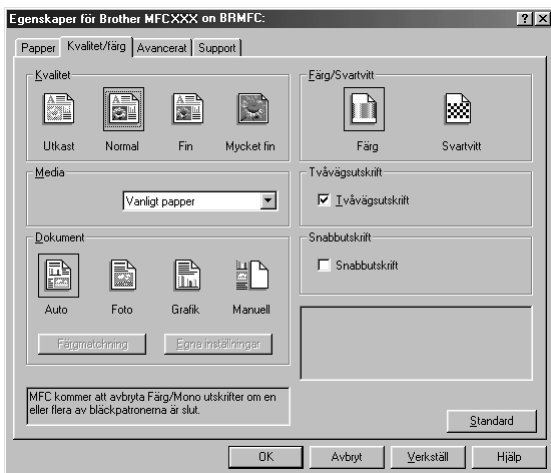 Egenskaper för Brother MFCXXX on BRMFC:
Papper Kvalitet/färg Avancerat Support
Kvalitet
Utkast Normal Fin Mycket fin
Färg/Svartvitt
Färg Svartvitt
Media
Vanligt papper
Tvåvägsutskrift
Tvåvägsutskrift
Dokument
Auto Foto Grafik Manuell
Färgmatchning Egna inställningar
Snabbutskrift
Snabbutskrift
MFC kommer att avbryta Färg/Mono utskrifter om en
eller flera av bläckpatronerna är slut.
Standard
OK Avbryt Verkställ Hjälp